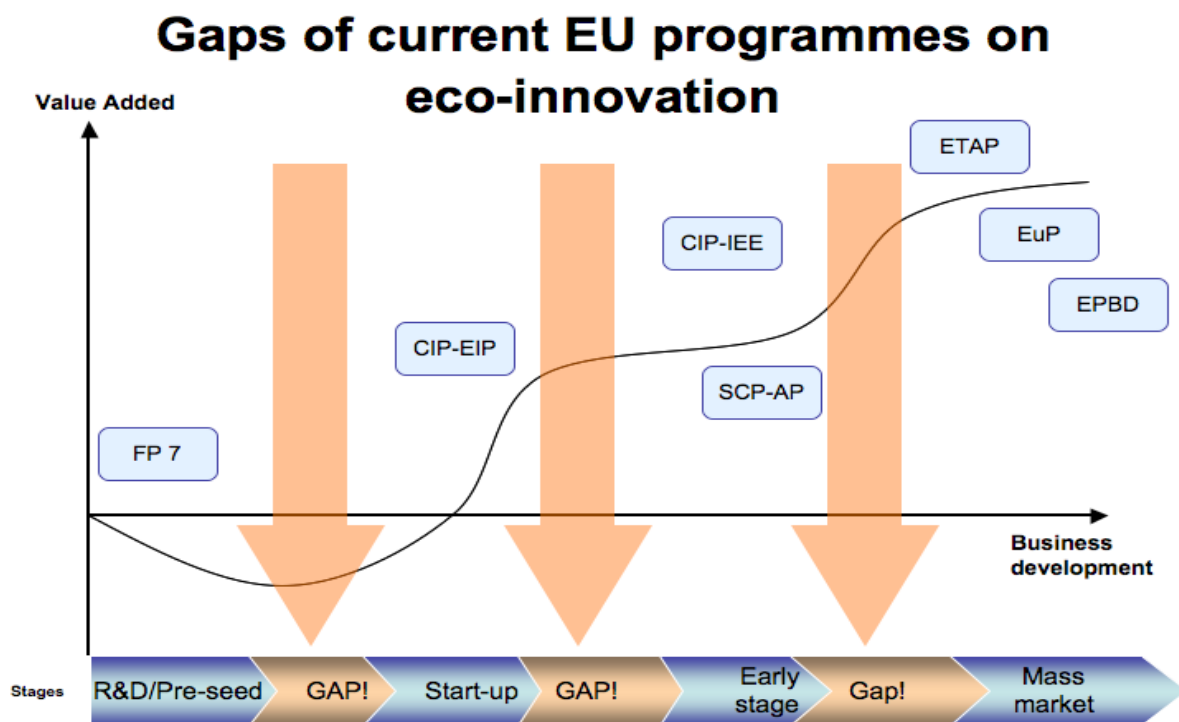 Gaps of current EU programmes on
eco-innovation
Value Added
ETAP
CIP-IEE
EuP
EPBD
CIP-EIP
SCP-AP
FP 7
Business
development
Stages
R&D/Pre-seed
GAP!
Start-up
GAP!
Early
stage
Gap!
Mass
market